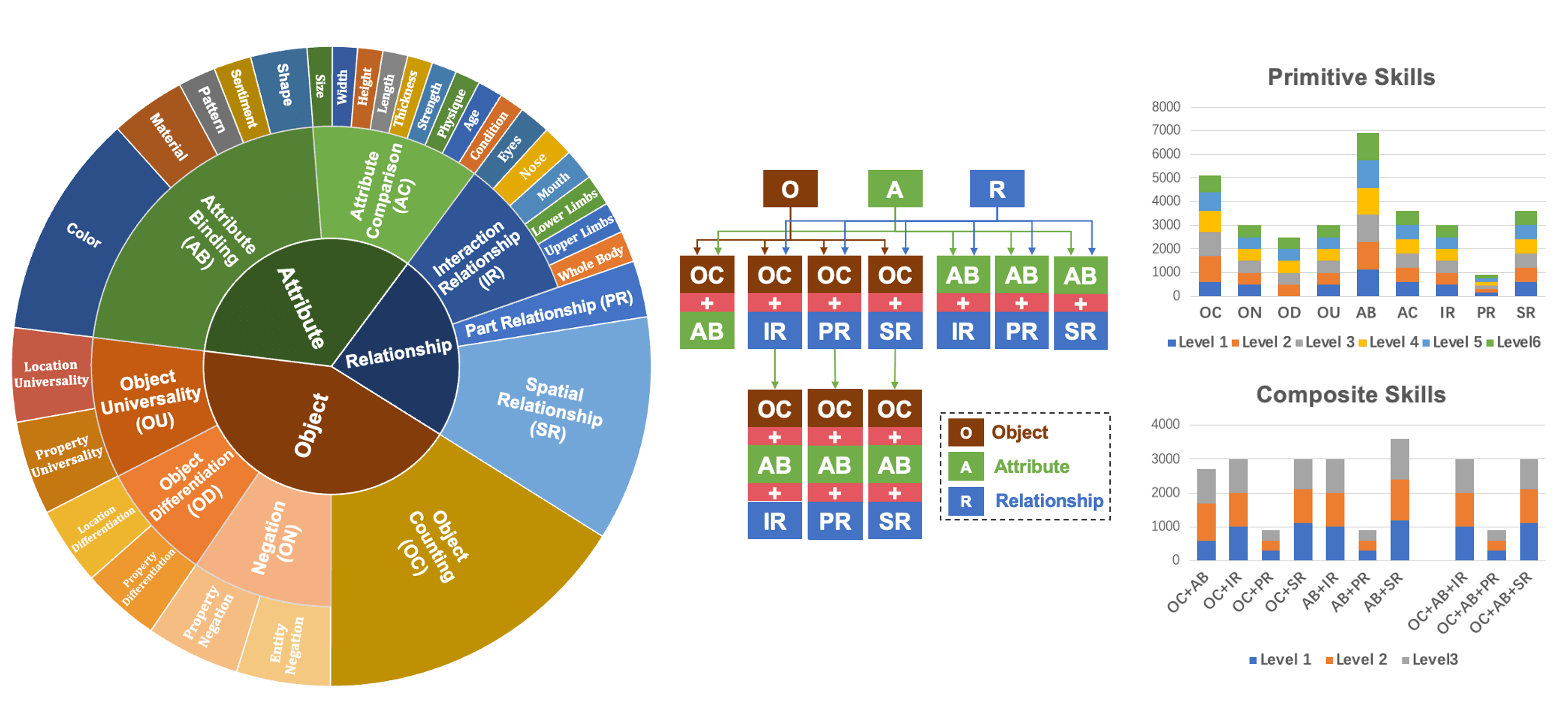 Size
Width
Height
Length
Thickness
Strength
Physique
Age
Condition
Eyes
Nose
Mouth
Lower Limbs
Upper Limbs
Whole Body
Shape
Sentiment
Pattern
Material
Color
Location
Universality
Property
Universality
Location
Differentiation
Property
Differentiation
Property
Negation
Entity
Negation
Attribute
Binding
(AB)
Attribute
Comparison
(AC)
Interaction
Relationship
(IR)
Part Relationship (PR)
Spatial
Relationship
(SR)
Object
Counting
(OC)
Negation
(ON)
Object
Differentiation
(OD)
Object
Universality
(OU)
Attribute
Relationship
Object
O A R
OC OC OC OC AB AB AB
+ + + + + + +
AB IR PR SR IR PR SR
OC OC OC
+ + +
AB AB AB
+ + +
IR PR SR
O Object
A Attribute
R Relationship
Primitive Skills
8000
7000
6000
5000
4000
3000
2000
1000
0
OC ON OD OU AB AC IR PR SR
Level 1 Level 2 Level 3 Level 4 Level 5 Level6
Composite Skills
4000
3000
2000
1000
0
OC+AB
OC+IR
OC+PR
OC+SR
AB+IR
AB+PR
AB+SR
OC+AB+IR
OC+AB+PR
OC+AB+SR
Level 1 Level 2 Level3